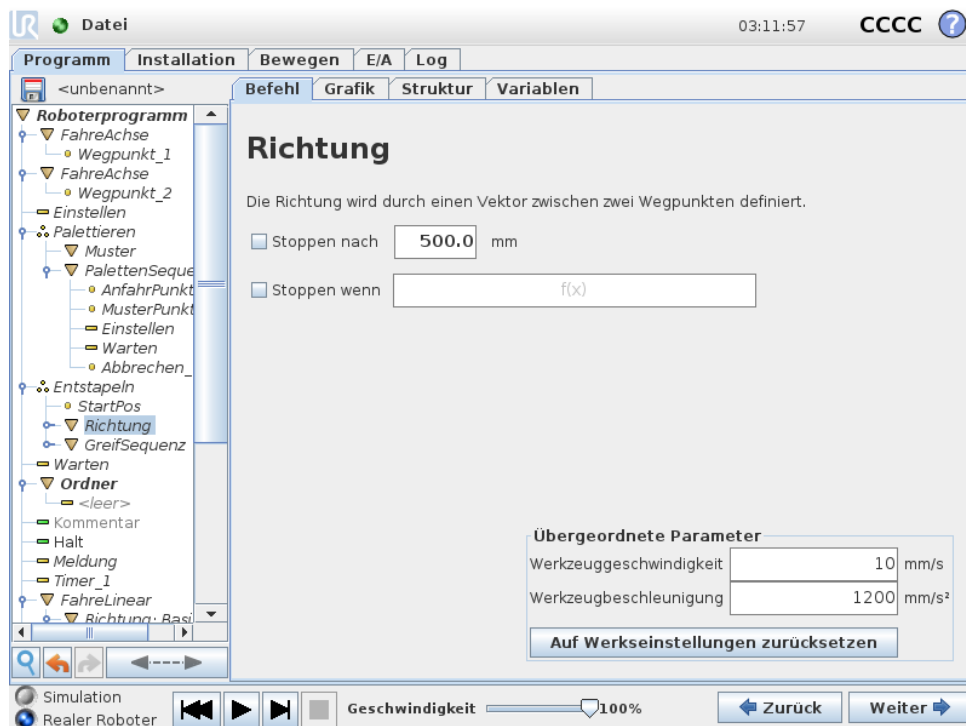 UR Datei 03:11:57 CCCC ?
Programm Installation Bewegen E/A Log
<unbenannt>
Befehl Grafik Struktur Variablen
Roboterprogramm
FahreAchse
Wegpunkt_1
FahreAchse
Wegpunkt_2
Einstellen
Palettieren
Muster
PalettenSeque
AnfahrPunkt
MusterPunkt
Einstellen
Warten
Abbrechen_
Entstapeln
StartPos
Richtung
GreifSequenz
Warten
Ordner
<leer>
Kommentar
Halt
Meldung
Timer_1
FahreLinear
Richtung: Basi
Richtung
Die Richtung wird durch einen Vektor zwischen zwei Wegpunkten definiert.
Stoppen nach 500.0 mm
Stoppen wenn f(x)
Übergeordnete Parameter
Werkzeuggeschwindigkeit 10 mm/s
Werkzeugbeschleunigung 1200 mm/s²
Auf Werkseinstellungen zurücksetzen
Simulation
Realer Roboter
Geschwindigkeit 100%
Zurück Weiter